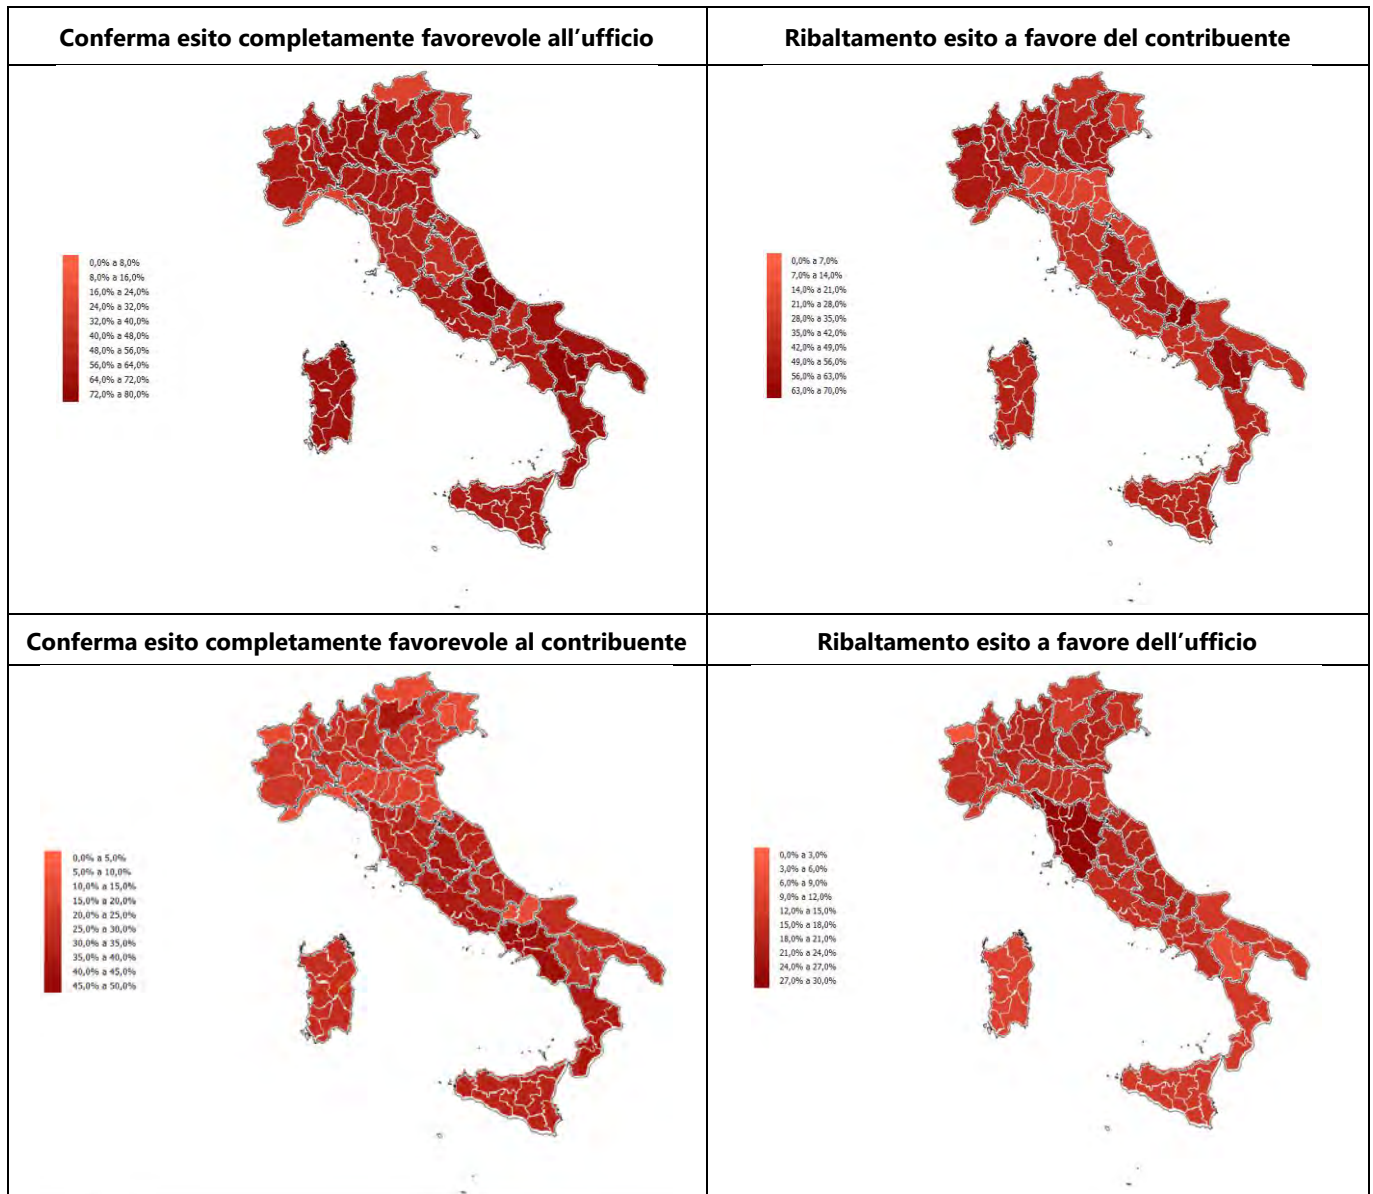 Conferma esito completamente favorevole all’ufficio
Ribaltamento esito a favore del contribuente
0,0% a 8,0%
8,0% a 16,0%
16,0% a 24,0%
24,0% a 32,0%
32,0% a 40,0%
40,0% a 48,0%
48,0% a 56,0%
56,0% a 64,0%
64,0% a 72,0%
72,0% a 80,0%
0,0% a 7,0%
7,0% a 14,0%
14,0% a 21,0%
21,0% a 28,0%
28,0% a 35,0%
35,0% a 42,0%
42,0% a 49,0%
49,0% a 56,0%
56,0% a 63,0%
63,0% a 70,0%
Conferma esito completamente favorevole al contribuente
Ribaltamento esito a favore dell’ufficio
0,0% a 5,0%
5,0% a 10,0%
10,0% a 15,0%
15,0% a 20,0%
20,0% a 25,0%
25,0% a 30,0%
30,0% a 35,0%
35,0% a 40,0%
40,0% a 45,0%
45,0% a 50,0%
0,0% a 3,0%
3,0% a 6,0%
6,0% a 9,0%
9,0% a 12,0%
12,0% a 15,0%
15,0% a 18,0%
18,0% a 21,0%
21,0% a 24,0%
24,0% a 27,0%
27,0% a 30,0%